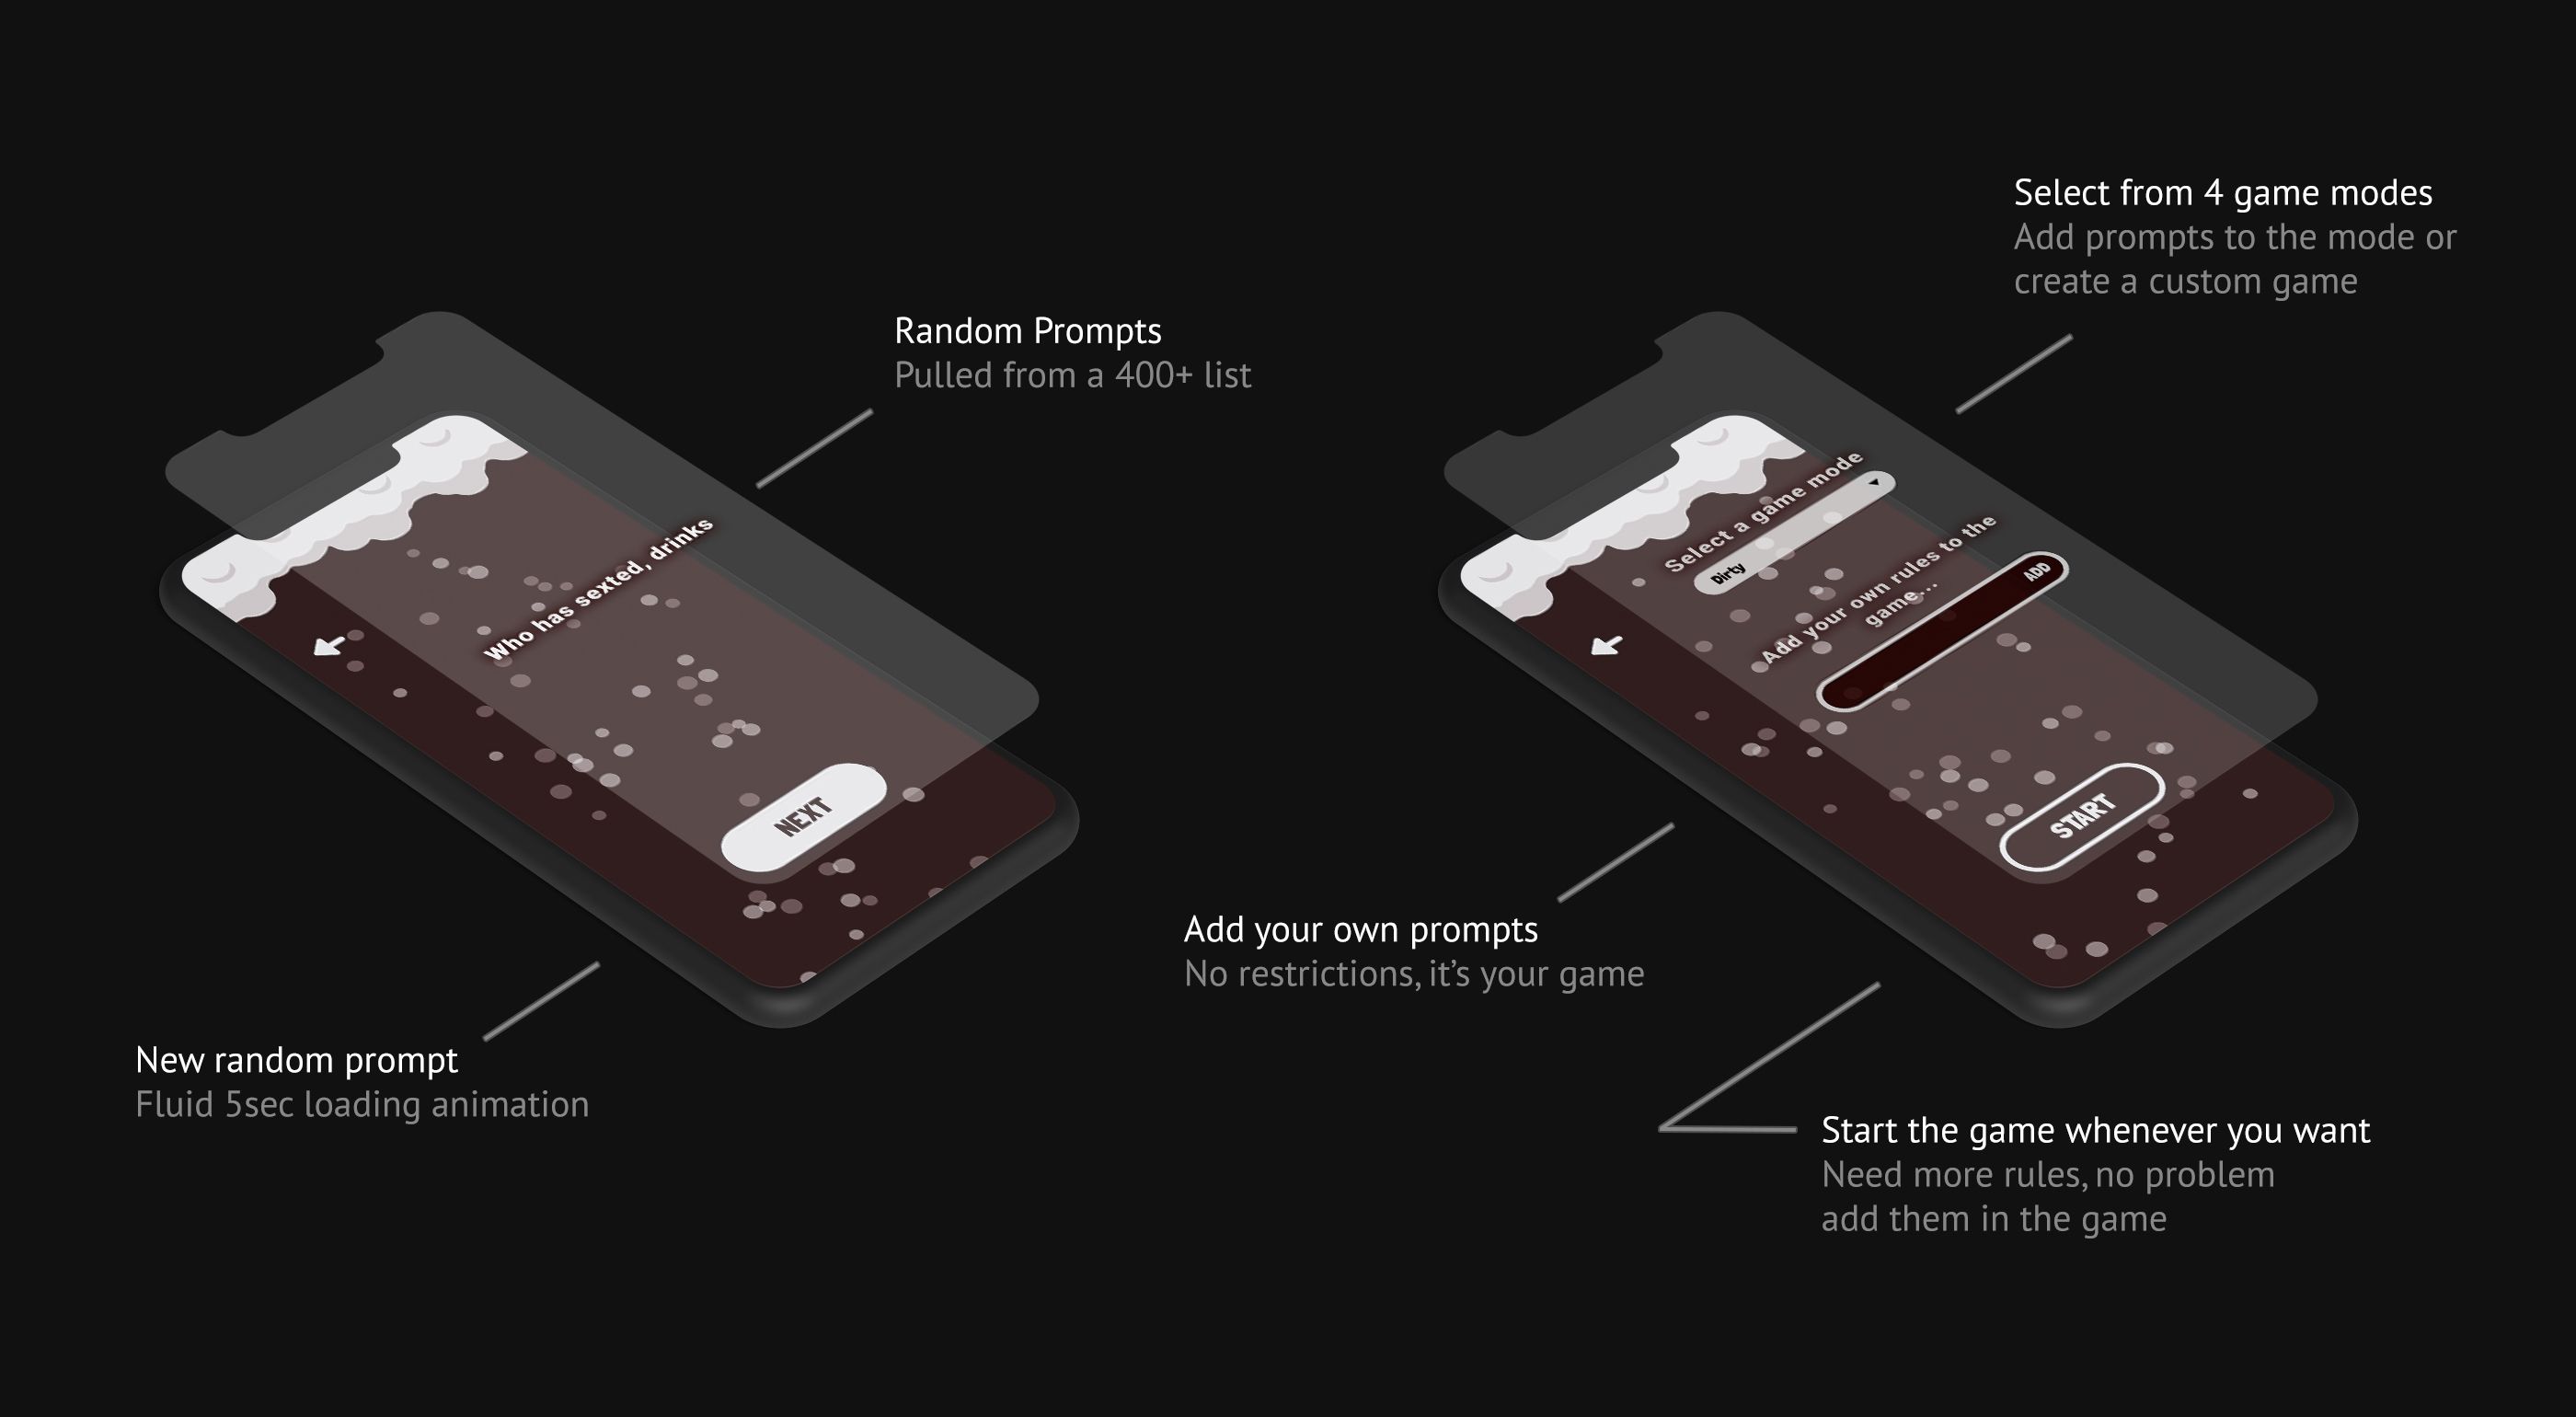 Select from 4 game modes
Add prompts to the mode or
create a custom game
Random Prompts
Pulled from a 400+ list
Who has sexted, drinks
NEXT
New random prompt
Fluid 5sec loading animation
Select a game mode
Dirty
Add your own rules to the
game...
ADD
START
Add your own prompts
No restrictions, it's your game
Start the game whenever you want
Need more rules, no problem
add them in the game